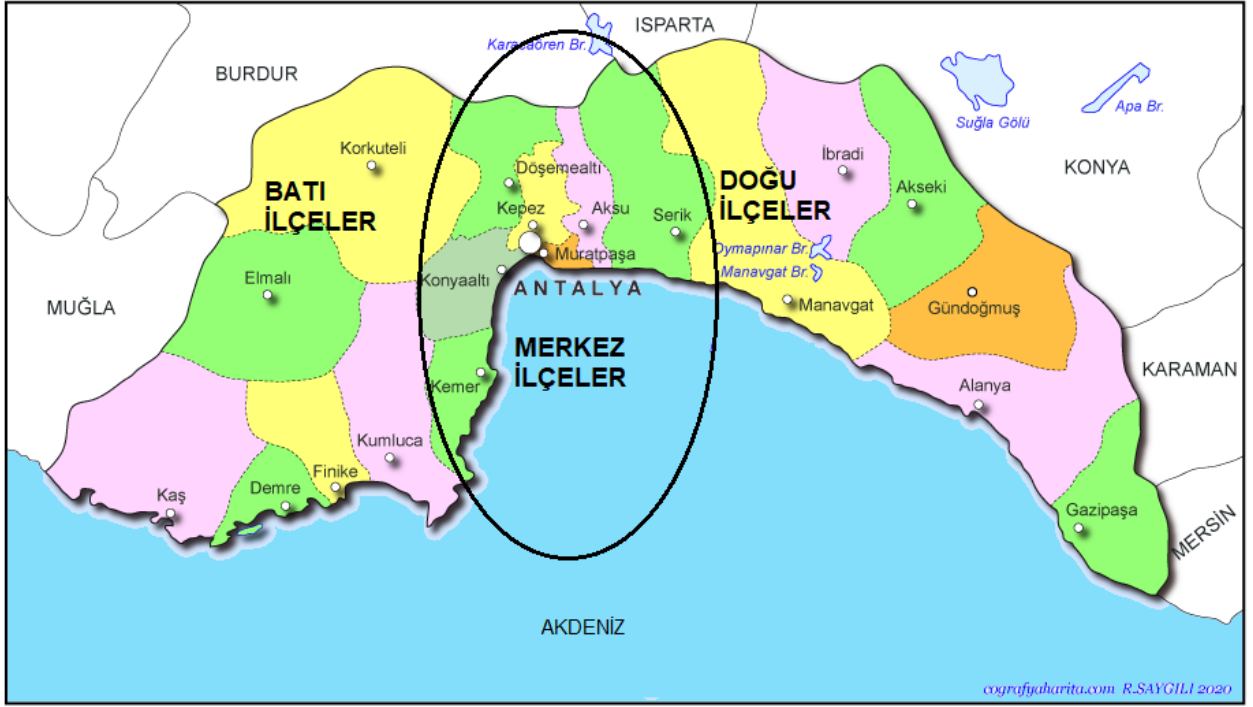 ISPARTA
Karacaören Br.
BURDUR
Suğla Gölü
Apa Br.
KONYA
Korkuteli
Döşemealtı
İbradi
Akseki
BATI
İLÇELER
DOĞU
İLÇELER
Kepez
Aksu
Serik
Muratpaşa
Oymapınar Br.
Manavgat Br.
Elmalı
Konyaaltı
ANTALYA
Manavgat
Gündoğmuş
MUĞLA
MERKEZ
İLÇELER
KARAMAN
Kemer
Alanya
Kumluca
Finike
Demre
Kaş
Gazipaşa
MERSİN
AKDENİZ
cografyaharita.com R.SAYGILI 2020